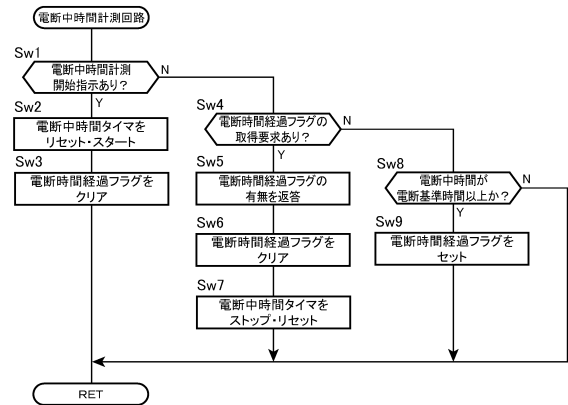 電断中時間計測回路
Sw1
電断中時間計測
開始指示あり?
N
Y
Sw2
電断中時間タイマを
リセット・スタート
Sw3
電断時間経過フラグを
クリア
Sw4
電断時間経過フラグの
取得要求あり?
N
Y
Sw5
電断時間経過フラグの
有無を返答
Sw6
電断時間経過フラグを
クリア
Sw7
電断中時間タイマを
ストップ・リセット
Sw8
電断中時間が
電断基準時間以上か?
N
Y
Sw9
電断時間経過フラグを
セット
RET